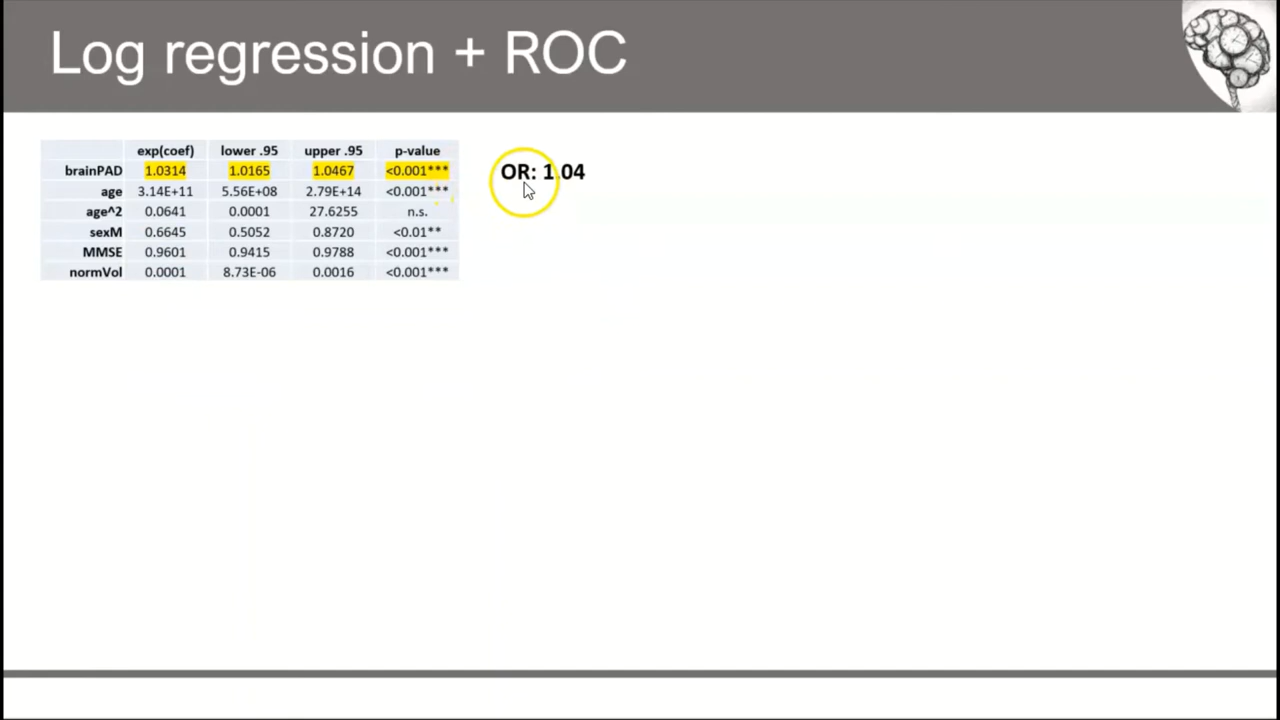 Log regression + ROC
exp(coef) lower .95 upper .95 p-value
brainPAD 1.0314 1.0165 1.0467 <0.001***
OR: 1.04
age 3.14E+11 5.56E+08 2.79E+14 <0.001***
age^2 0.0641 0.0001 27.6255 n.s.
sexM 0.6645 0.5052 0.8720 <0.01**
MMSE 0.9601 0.9415 0.9788 <0.001***
normVol 0.0001 8.73E-06 0.0016 <0.001***